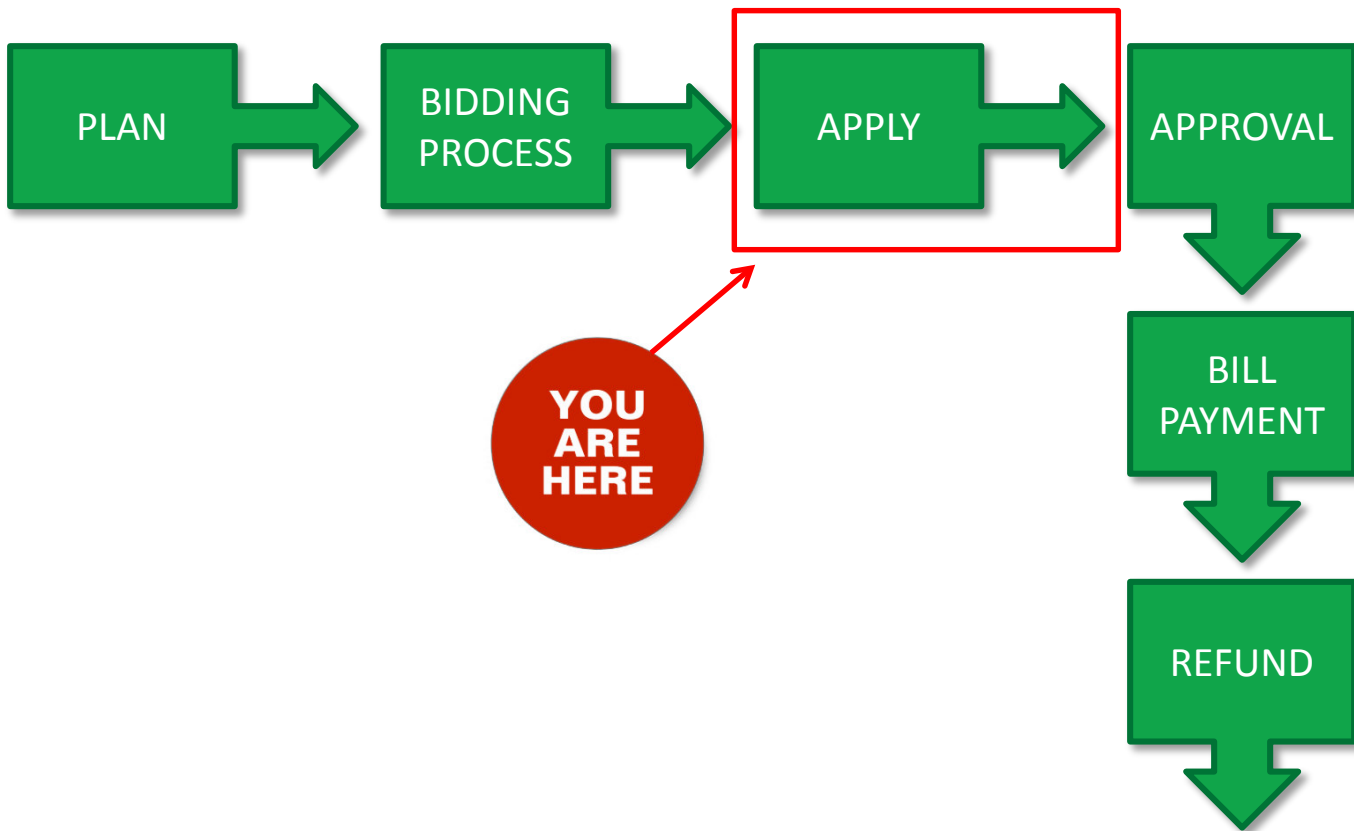 PLAN
BIDDING
PROCESS
APPLY
APPROVAL
YOU
ARE
HERE
BILL
PAYMENT
REFUND